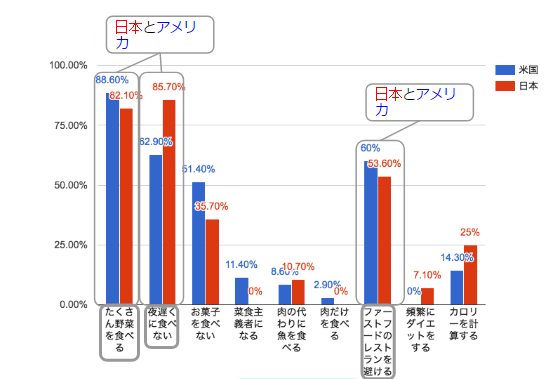 日本とアメリ
カ
日本とアメリ
カ
米国
日本
100.00%
75.00%
50.00%
25.00%
0.00%
88.60%
82.10%
62.90%
85.70%
51.40%
35.70%
11.40%
0%
8.60%
10.70%
2.90%
0%
60%
53.60%
0%
7.10%
14.30%
25%
たくさ
ん野菜
を食べ
る
夜遅く
に食べ
ない
お菓子
を食べ
ない
菜食主
義者に
なる
肉の代
わりに
魚を食
べる
肉だけ
を食べ
る
ファー
ストフ
ードの
レスト
ランを
避ける
頻繁に
ダイエ
ットを
する
カロリ
ーを計
算する